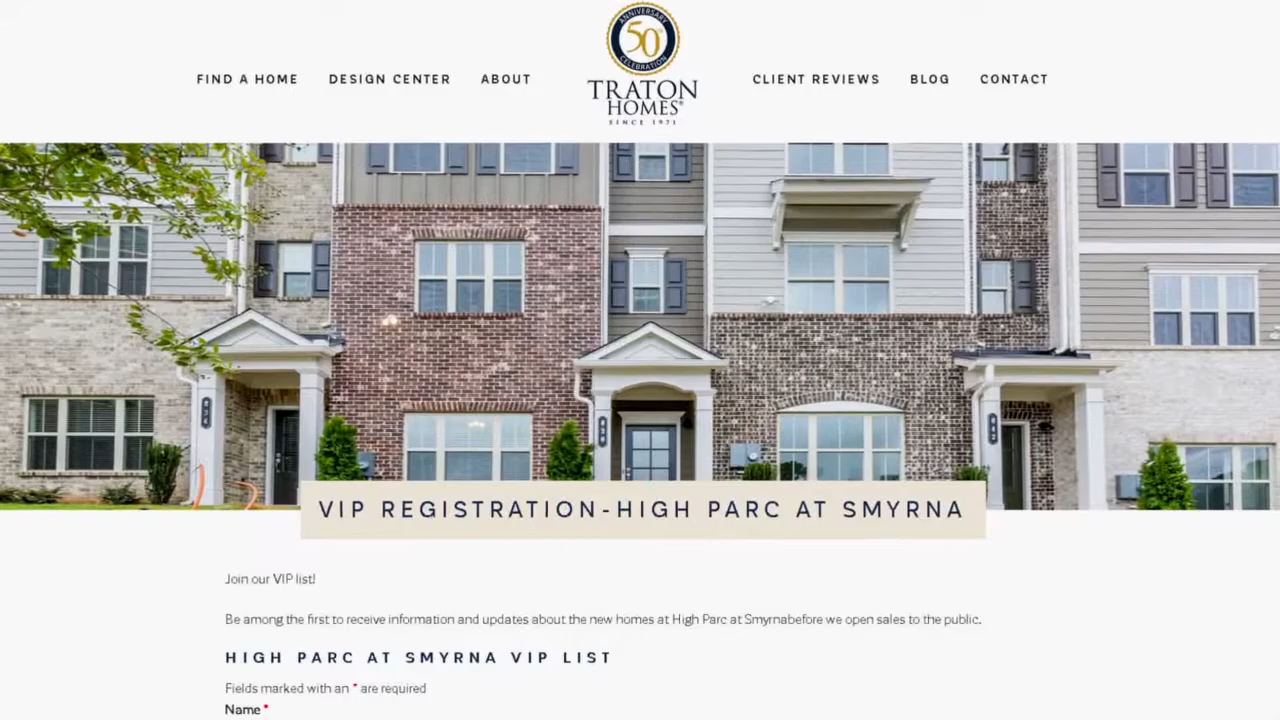 ANNIVERSARY
50
CELEBRATION
FIND A HOME
DESIGN CENTER
ABOUT
TRATON
HOMES®
SINCE 1971
CLIENT REVIEWS
BLOG
CONTACT
834
838
842
VIP REGISTRATION-HIGH PARC AT SMYRNA
Join our VIP list!
Be among the first to receive information and updates about the new homes at High Parc at Smyrnabefore we open sales to the public.
HIGH PARC AT SMYRNA VIP LIST
Fields marked with an * are required
Name *